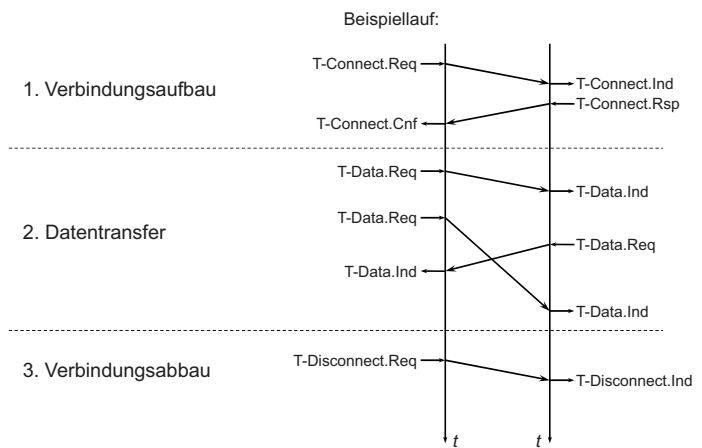 Beispiellauf:
T-Connect.Req
T-Connect.Ind
1. Verbindungsaufbau
T-Connect.Rsp
T-Connect.Cnf
T-Data.Req
T-Data.Ind
T-Data.Req
2. Datentransfer
T-Data.Req
T-Data.Ind
T-Data.Ind
T-Disconnect.Req
3. Verbindungsabbau
T-Disconnect.Ind
t t